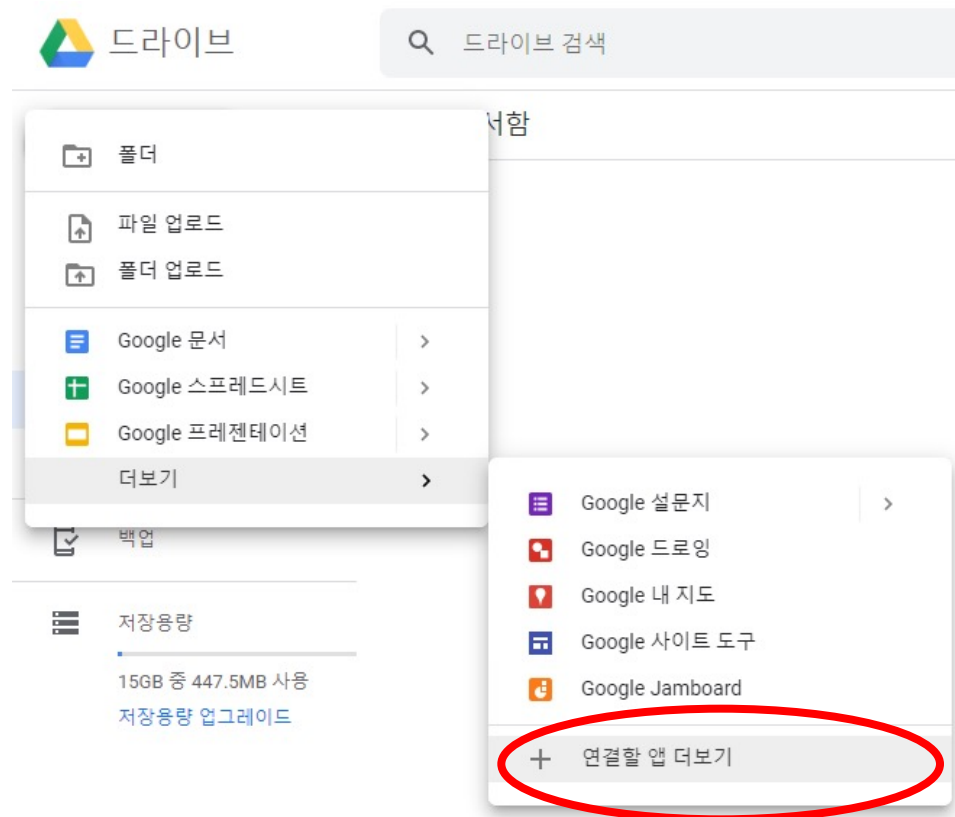 드라이브
드라이브 검색
서함
폴더
파일 업로드
폴더 업로드
Google 문서
Google 스프레드시트
Google 프레젠테이션
더보기
Google 설문지
Google 드로잉
Google 내 지도
Google 사이트 도구
Google Jamboard
연결할 앱 더보기
백업
저장용량
15GB 중 447.5MB 사용
저장용량 업그레이드